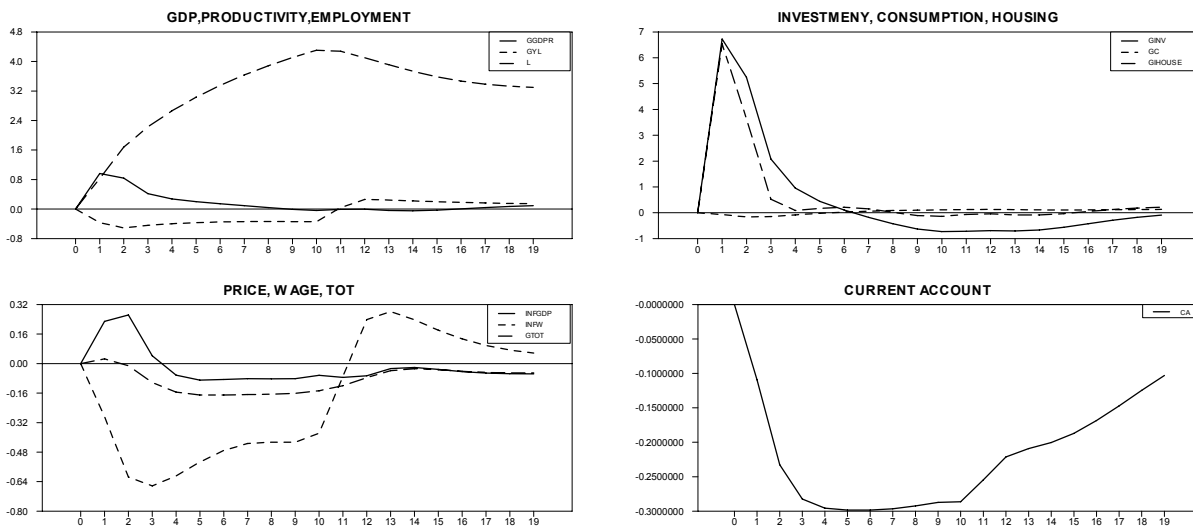 GDP,PRODUCTIVITY,EMPLOYMENT
4.8
4.0
3.2
2.4
1.6
0.8
0.0
-0.8
GGDPR
GYL
L
0 1 2 3 4 5 6 7 8 9 10 11 12 13 14 15 16 17 18 19
INVESTMENY, CONSUMPTION, HOUSING
7
6
5
4
3
2
1
0
-1
GINV
GC
GIHOUSE
0 1 2 3 4 5 6 7 8 9 10 11 12 13 14 15 16 17 18 19
PRICE, WAGE, TOT
0.32
0.16
0.00
-0.16
-0.32
-0.48
-0.64
-0.80
INFGDP
INFW
GTOT
0 1 2 3 4 5 6 7 8 9 10 11 12 13 14 15 16 17 18 19
CURRENT ACCOUNT
-0.0000000
-0.0500000
-0.1000000
-0.1500000
-0.2000000
-0.2500000
-0.3000000
CA
0 1 2 3 4 5 6 7 8 9 10 11 12 13 14 15 16 17 18 19